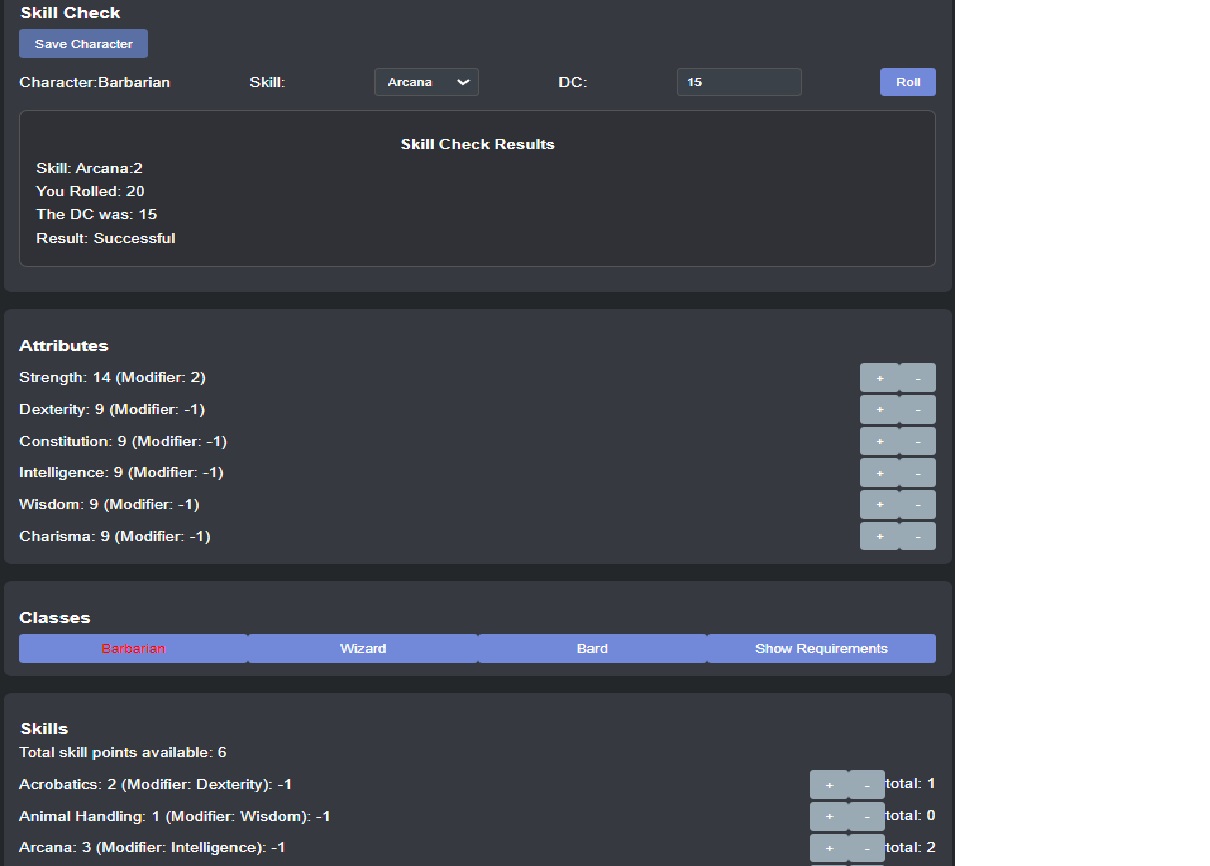 Skill Check
Save Character
Character:Barbarian Skill: Arcana DC: 15 Roll
Skill Check Results
Skill: Arcana:2
You Rolled: 20
The DC was: 15
Result: Successful
Attributes
Strength: 14 (Modifier: 2) + -
Dexterity: 9 (Modifier: -1) + -
Constitution: 9 (Modifier: -1) + -
Intelligence: 9 (Modifier: -1) + -
Wisdom: 9 (Modifier: -1) + -
Charisma: 9 (Modifier: -1) + -
Classes
Barbarian Wizard Bard Show Requirements
Skills
Total skill points available: 6
Acrobatics: 2 (Modifier: Dexterity): -1 + - total: 1
Animal Handling: 1 (Modifier: Wisdom): -1 + - total: 0
Arcana: 3 (Modifier: Intelligence): -1 + - total: 2